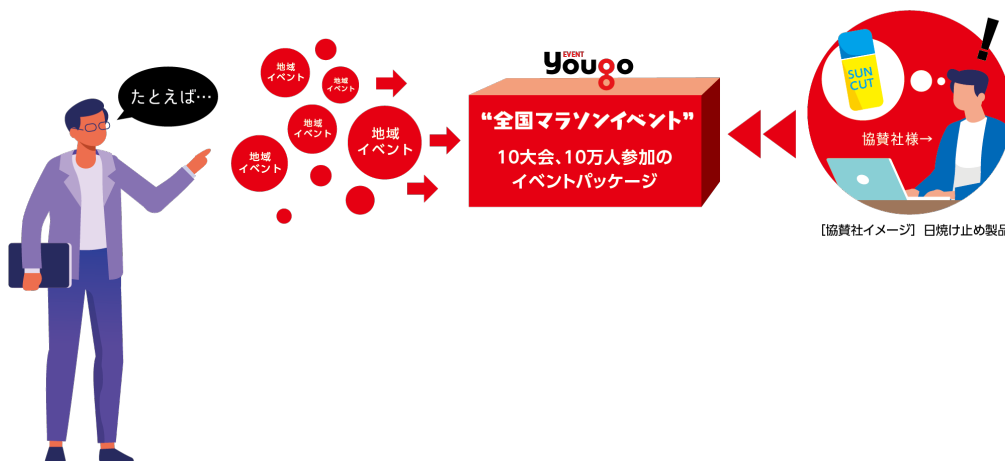 たとえば…
地域
イベント
地域
イベント
地域
イベント
地域
イベント
地域
イベント
EVENT
Yougo
“全国マラソンイベント”
10大会、10万人参加の
イベントパッケージ
SUN
CUT
協賛社様→
[協賛社イメージ] 日焼け止め製品